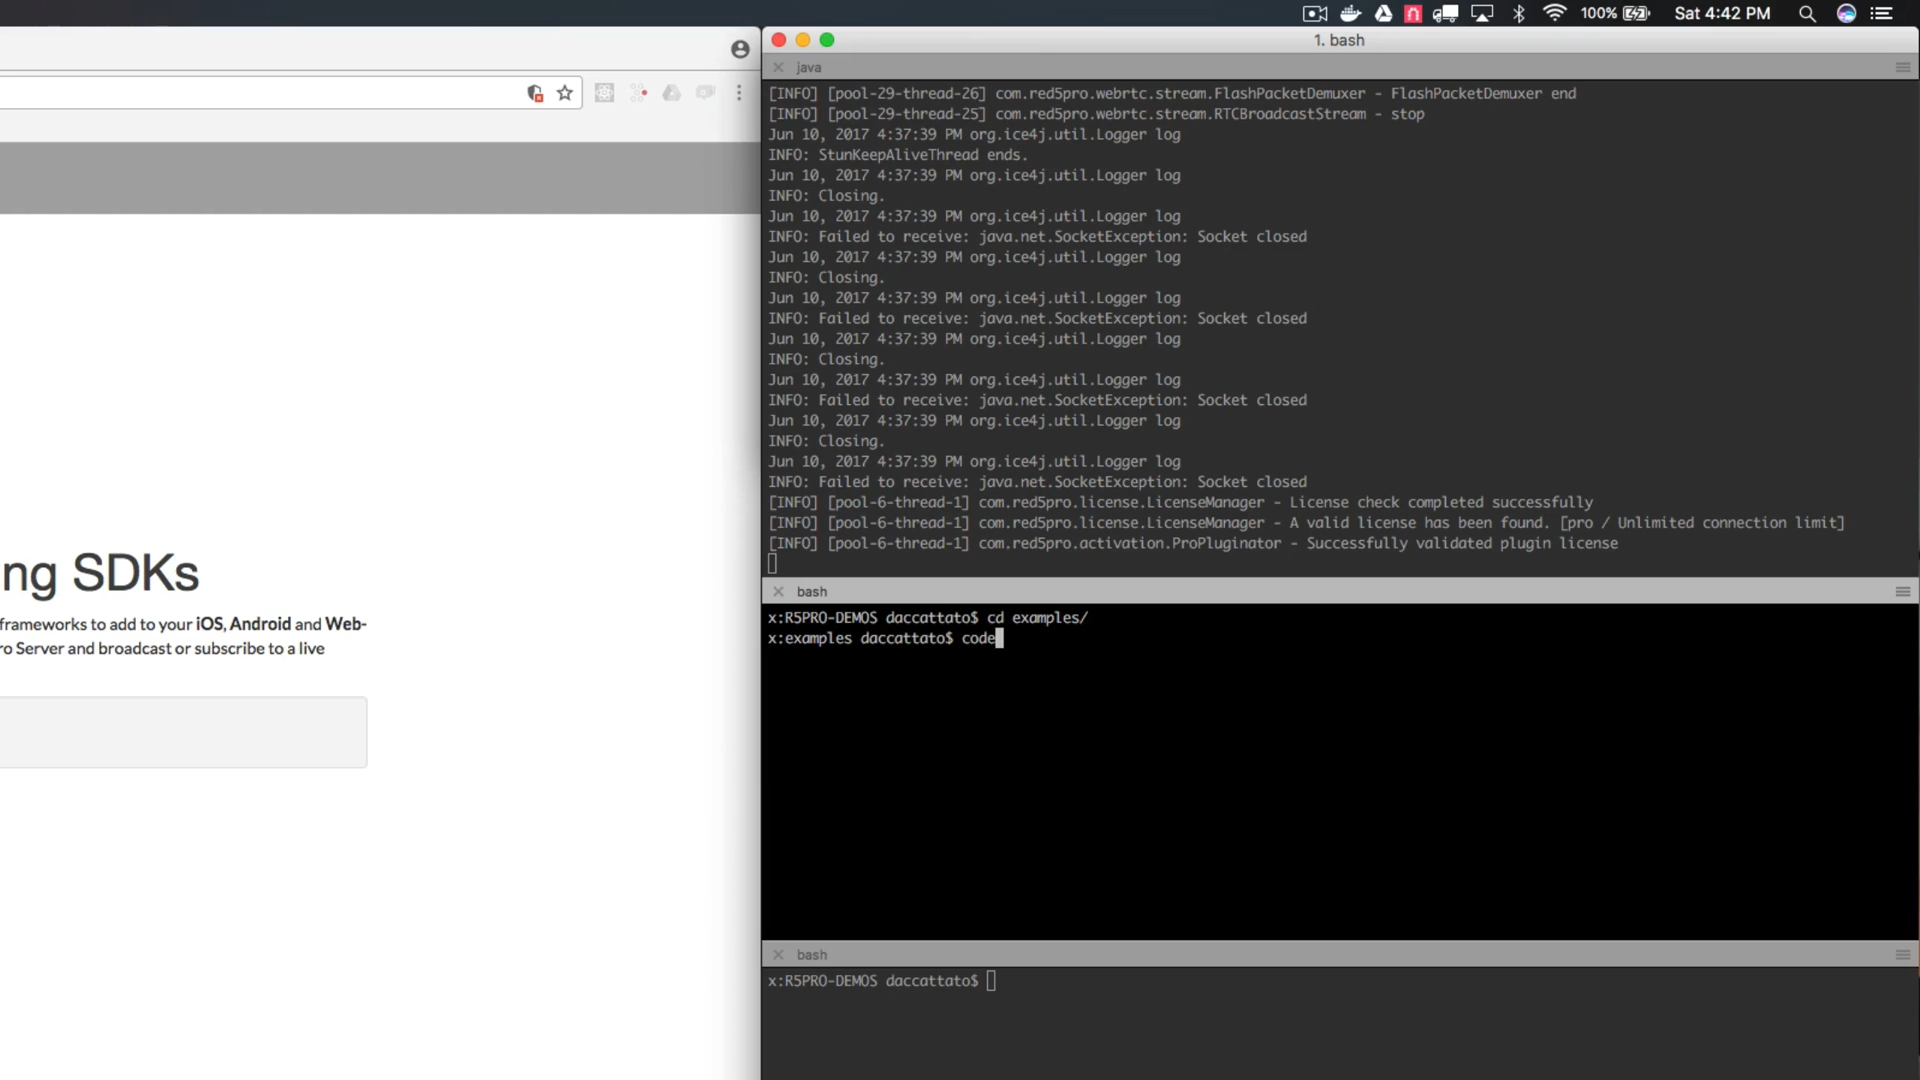 100%
Sat 4:42 PM
1. bash
java
[INFO] [pool-29-thread-26] com.red5pro.webrtc.stream.FlashPacketDemuxer - FlashPacketDemuxer end
[INFO] [pool-29-thread-25] com.red5pro.webrtc.stream.RTCBroadcastStream - stop
Jun 10, 2017 4:37:39 PM org.ice4j.util.Logger log
INFO: StunKeepAliveThread ends.
Jun 10, 2017 4:37:39 PM org.ice4j.util.Logger log
INFO: Closing.
Jun 10, 2017 4:37:39 PM org.ice4j.util.Logger log
INFO: Failed to receive: java.net.SocketException: Socket closed
Jun 10, 2017 4:37:39 PM org.ice4j.util.Logger log
INFO: Closing.
Jun 10, 2017 4:37:39 PM org.ice4j.util.Logger log
INFO: Failed to receive: java.net.SocketException: Socket closed
Jun 10, 2017 4:37:39 PM org.ice4j.util.Logger log
INFO: Closing.
Jun 10, 2017 4:37:39 PM org.ice4j.util.Logger log
INFO: Failed to receive: java.net.SocketException: Socket closed
Jun 10, 2017 4:37:39 PM org.ice4j.util.Logger log
INFO: Closing.
Jun 10, 2017 4:37:39 PM org.ice4j.util.Logger log
INFO: Failed to receive: java.net.SocketException: Socket closed
[INFO] [pool-6-thread-1] com.red5pro.license.LicenseManager - License check completed successfully
[INFO] [pool-6-thread-1] com.red5pro.license.LicenseManager - A valid license has been found. [pro / Unlimited connection limit]
[INFO] [pool-6-thread-1] com.red5pro.activation.ProPluginator - Successfully validated plugin license
bash
x:R5PRO-DEMOS daccattato$ cd examples/
x:examples daccattato$ code
bash
x:R5PRO-DEMOS daccattato$
ng SDKs
frameworks to add to your iOS, Android and Web-
ro Server and broadcast or subscribe to a live